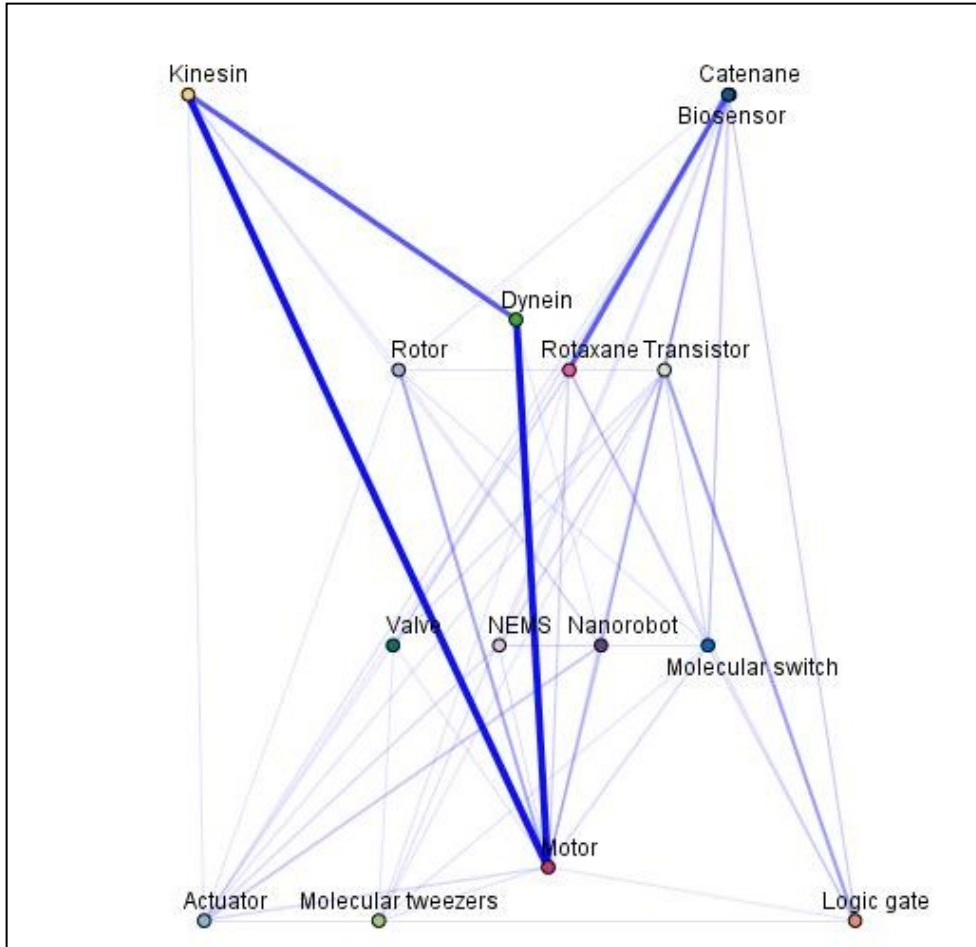 Kinesin
Catenane
Biosensor
Dynein
Rotor
Rotaxane Transistor
Valve
NEMS
Nanorobot
Molecular switch
Motor
Actuator
Molecular tweezers
Logic gate